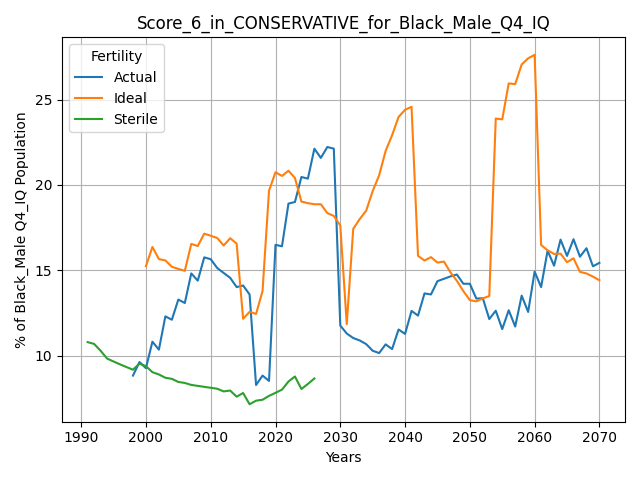 Score_6_in_CONSERVATIVE_for_Black_Male_Q4_IQ
Fertility
Actual
Ideal
Sterile
% of Black_Male Q4_IQ Population
25
20
15
10
1990 2000 2010 2020 2030 2040 2050 2060 2070
Years